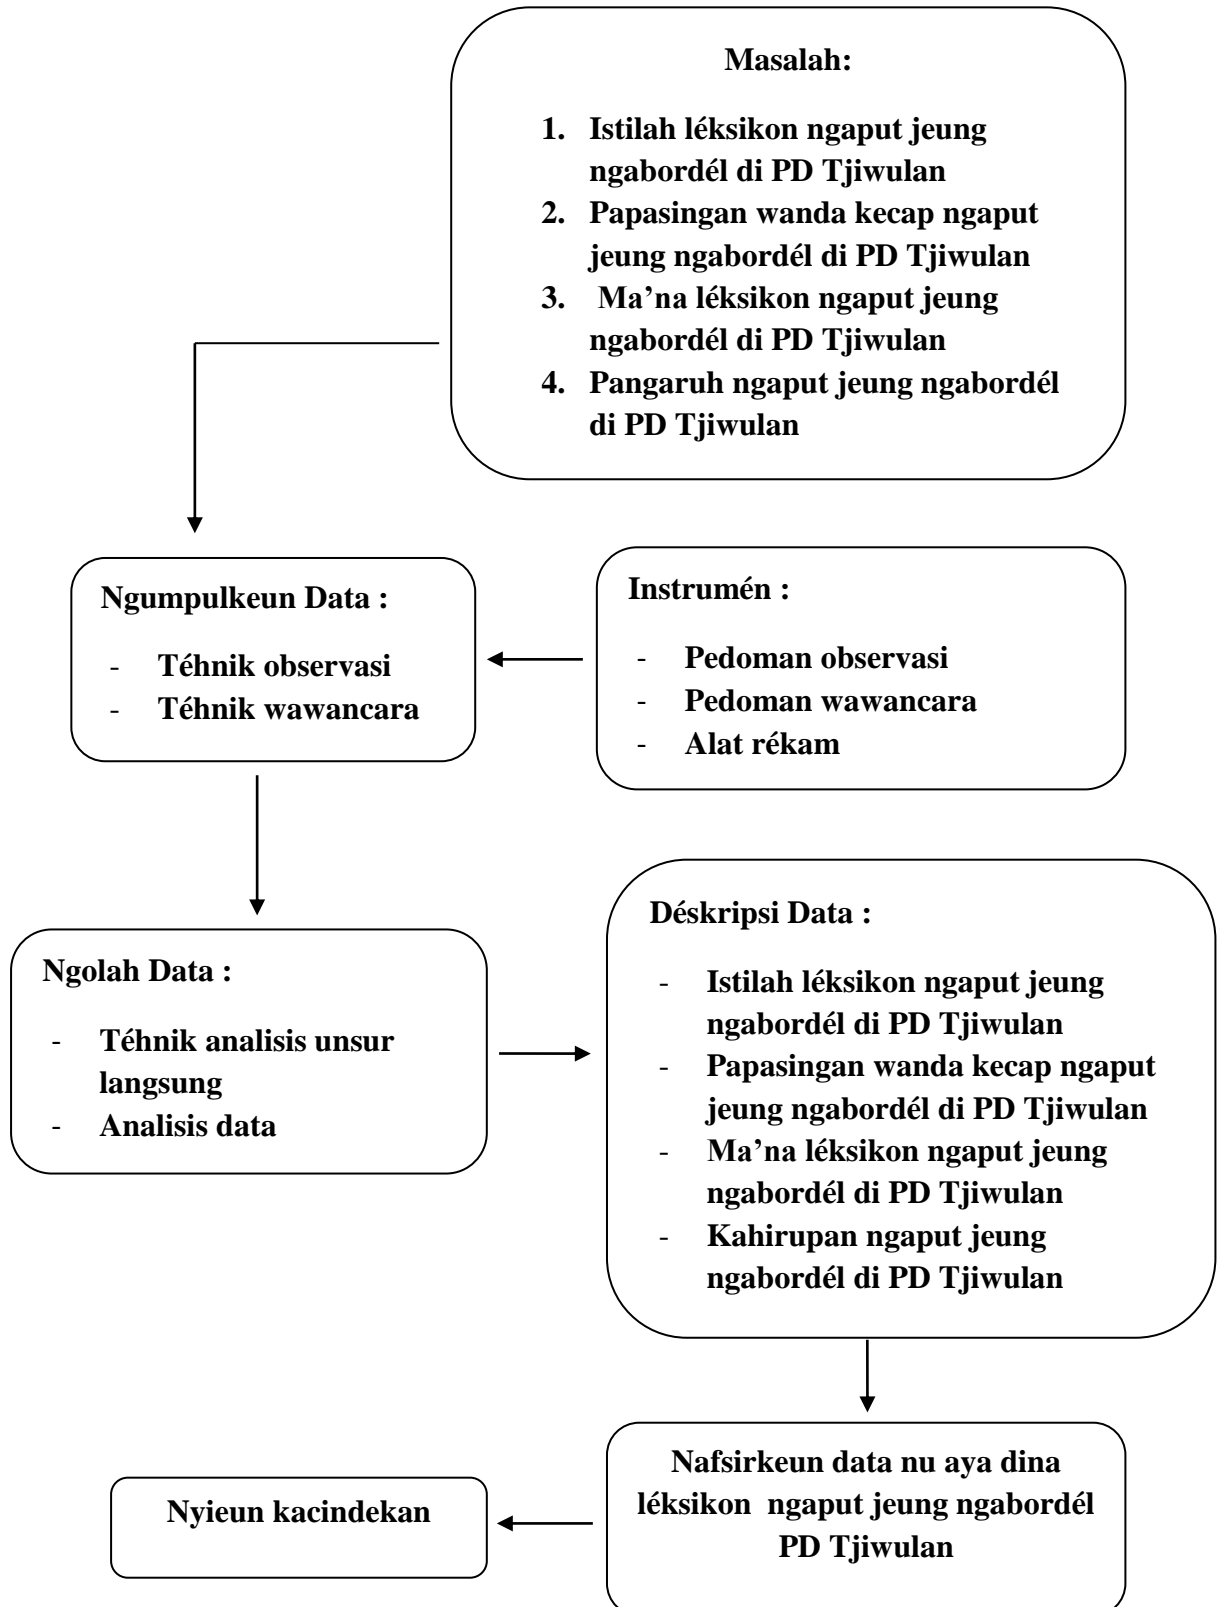 Masalah:
1. Istilah léksikon ngaput jeung
ngabordél di PD Tjiwulan
2. Papasingan wanda kecap ngaput
jeung ngabordél di PD Tjiwulan
3. Ma’na léksikon ngaput jeung
ngabordél di PD Tjiwulan
4. Pangaruh ngaput jeung ngabordél
di PD Tjiwulan
Ngumpulkeun Data :
- Téhnik observasi
- Téhnik wawancara
Instrumén :
- Pedoman observasi
- Pedoman wawancara
- Alat rékam
Ngolah Data :
- Téhnik analisis unsur
langsung
- Analisis data
Déskripsi Data :
- Istilah léksikon ngaput jeung
ngabordél di PD Tjiwulan
- Papasingan wanda kecap ngaput
jeung ngabordél di PD Tjiwulan
- Ma’na léksikon ngaput jeung
ngabordél di PD Tjiwulan
- Kahirupan ngaput jeung
ngabordél di PD Tjiwulan
Nafsirkeun data nu aya dina
léksikon ngaput jeung ngabordél
PD Tjiwulan
Nyieun kacindekan